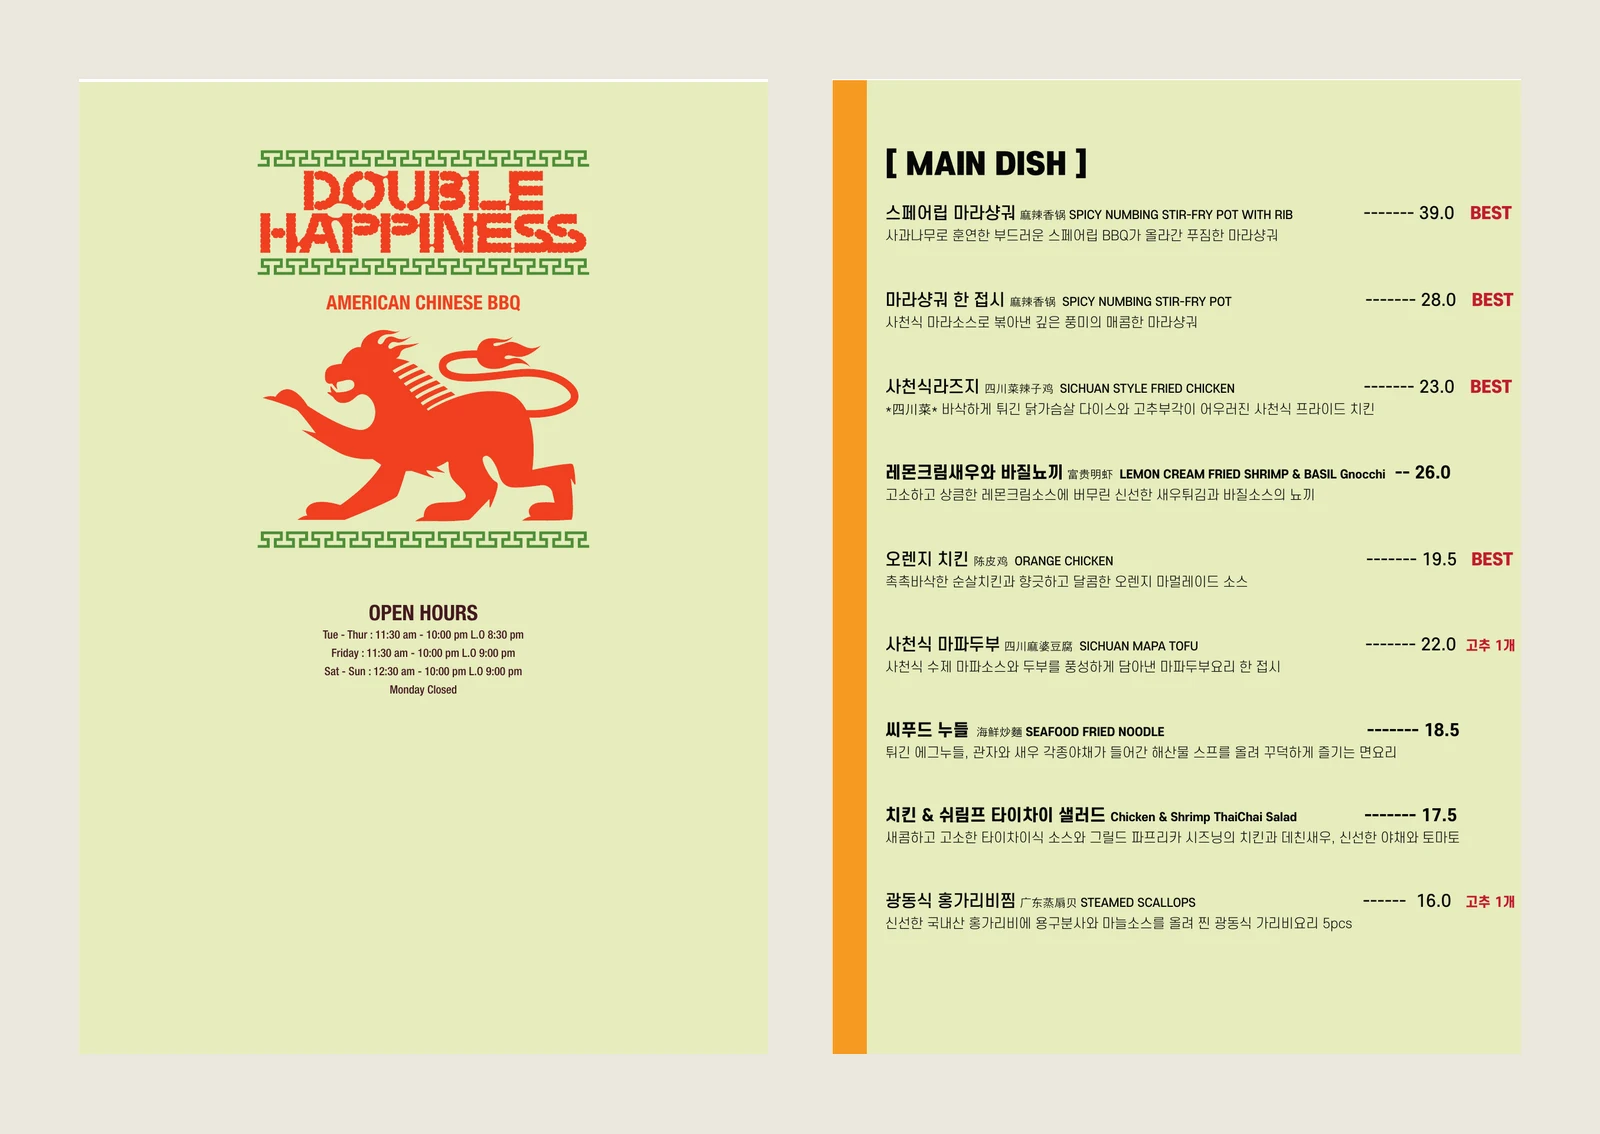 DOUBLE
HAPPINESS
AMERICAN CHINESE BBQ
OPEN HOURS
Tue - Thur : 11:30 am - 10:00 pm L.O 8:30 pm
Friday : 11:30 am - 10:00 pm L.O 9:00 pm
Sat - Sun : 12:30 am - 10:00 pm L.O 9:00 pm
Monday Closed
[ MAIN DISH ]
스페어립 마라샹궈 麻辣香锅 SPICY NUMBING STIR-FRY POT WITH RIB ------- 39.0 BEST
사과나무로 훈연한 부드러운 스페어립 BBQ가 올라간 푸짐한 마라샹궈
마라샹궈 한 접시 麻辣香锅 SPICY NUMBING STIR-FRY POT ------- 28.0 BEST
사천식 마라소스로 볶아낸 깊은 풍미의 매콤한 마라샹궈
사천식라즈지 四川菜辣子鸡 SICHUAN STYLE FRIED CHICKEN ------- 23.0 BEST
*四川菜* 바삭하게 튀긴 닭가슴살 다이스와 고추부각이 어우러진 사천식 프라이드 치킨
레몬크림새우와 바질뇨끼 富贵明虾 LEMON CREAM FRIED SHRIMP & BASIL Gnocchi -- 26.0
고소하고 상큼한 레몬크림소스에 버무린 신선한 새우튀김과 바질소스의 뇨끼
오렌지 치킨 陈皮鸡 ORANGE CHICKEN ------- 19.5 BEST
촉촉바삭한 순살치킨과 향긋하고 달콤한 오렌지 마멀레이드 소스
사천식 마파두부 四川麻婆豆腐 SICHUAN MAPA TOFU ------- 22.0 고추 1개
사천식 수제 마파소스와 두부를 풍성하게 담아낸 마파두부요리 한 접시
씨푸드 누들 海鲜炒麵 SEAFOOD FRIED NOODLE ------- 18.5
튀긴 에그누들, 관자와 새우 각종야채가 들어간 해산물 스프를 올려 꾸덕하게 즐기는 면요리
치킨 & 쉬림프 타이차이 샐러드 Chicken & Shrimp ThaiChai Salad ------- 17.5
새콤하고 고소한 타이차이식 소스와 그릴드 파프리카 시즈닝의 치킨과 데친새우, 신선한 야채와 토마토
광동식 홍가리비찜 广东蒸扇贝 STEAMED SCALLOPS ------ 16.0 고추 1개
신선한 국내산 홍가리비에 용구분사와 마늘소스를 올려 찐 광동식 가리비요리 5pcs